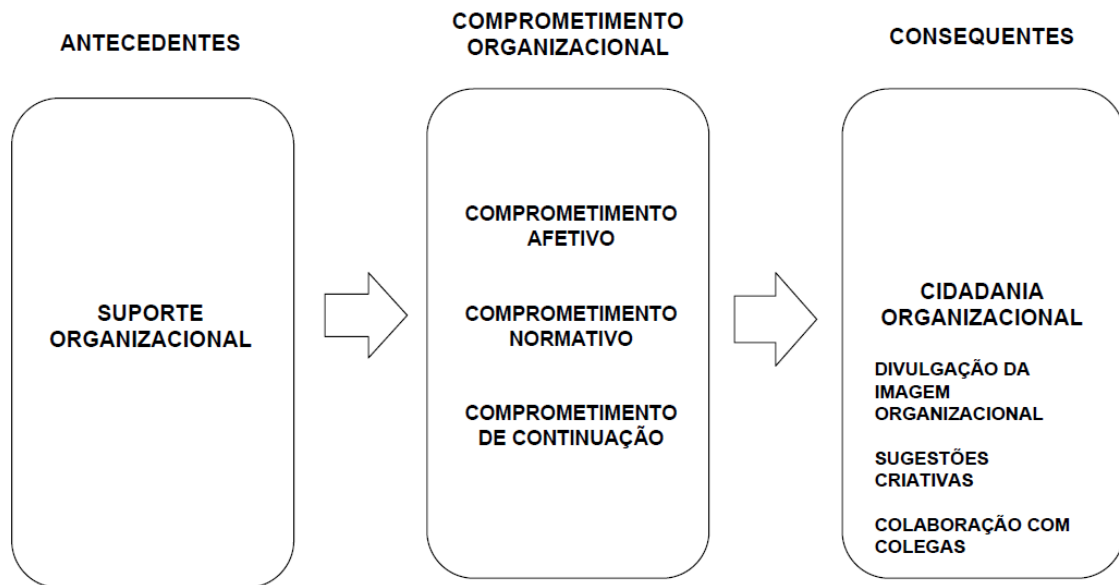 ANTECEDENTES
COMPROMETIMENTO
ORGANIZACIONAL
CONSEQUENTES
SUPORTE
ORGANIZACIONAL
COMPROMETIMENTO
AFETIVO
COMPROMETIMENTO
NORMATIVO
COMPROMETIMENTO
DE CONTINUAÇÃO
CIDADANIA
ORGANIZACIONAL
DIVULGAÇÃO DA
IMAGEM
ORGANIZACIONAL
SUGESTÕES
CRIATIVAS
COLABORAÇÃO COM
COLEGAS